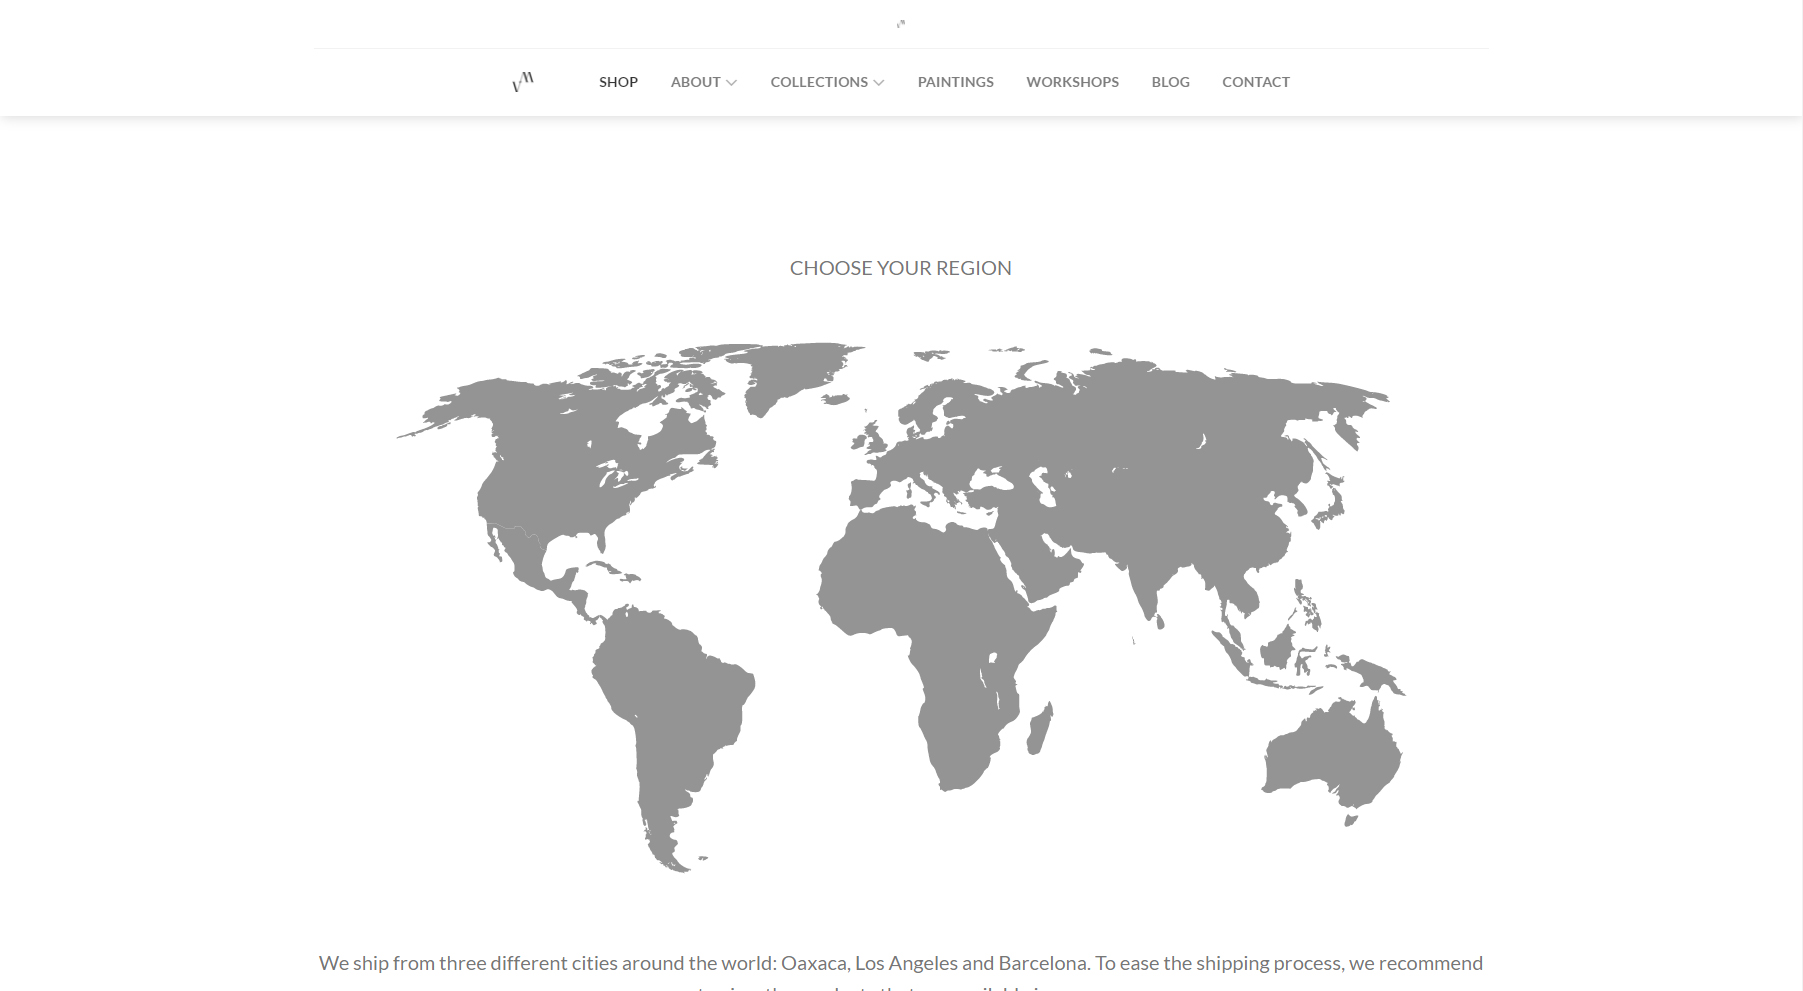 VM
SHOP ABOUT COLLECTIONS PAINTINGS WORKSHOPS BLOG CONTACT
CHOOSE YOUR REGION
We ship from three different cities around the world: Oaxaca, Los Angeles and Barcelona. To ease the shipping process, we recommend